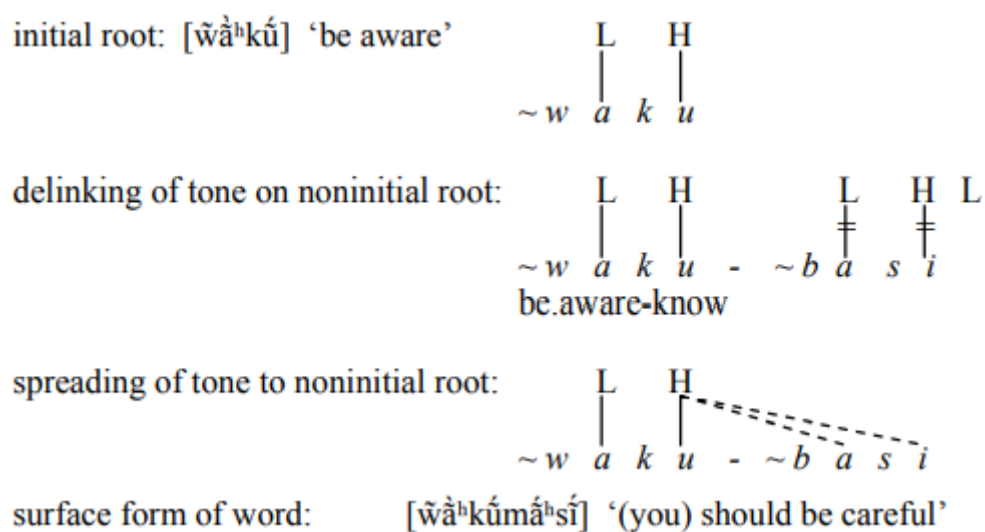 initial root: [w̃ã̀ʰkṹ] ‘be aware’ L H
~ w a k u
delinking of tone on noninitial root: L H L H L
~ w a k u - ~ b a s i
be.aware-know
spreading of tone to noninitial root: L H
~ w a k u - ~ b a s i
surface form of word: [w̃ã̀ʰkṹmã́ʰsĩ́] ‘(you) should be careful’